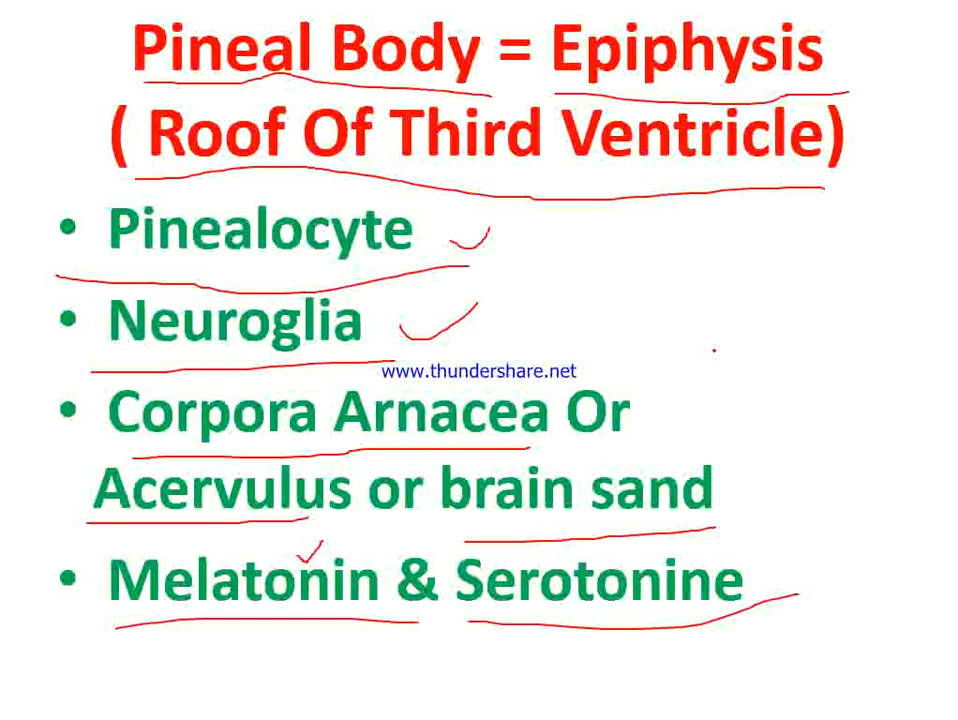 Pineal Body = Epiphysis
( Roof Of Third Ventricle)
• Pinealocyte
• Neuroglia
www.thundershare.net
• Corpora Arnacea Or
Acervulus or brain sand
• Melatonin & Serotonine